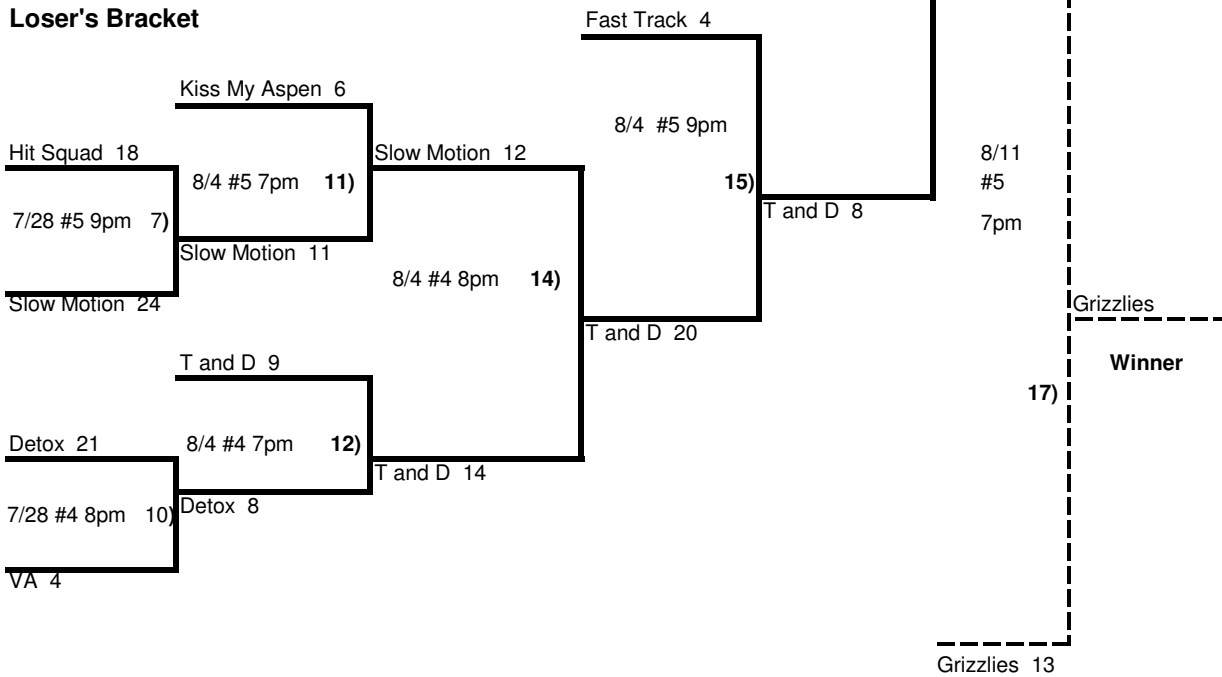 Loser's Bracket
Fast Track 4
Kiss My Aspen 6
8/4 #5 9pm
Hit Squad 18
Slow Motion 12
8/11
8/4 #5 7pm 11)
15)
#5
7/28 #5 9pm 7)
T and D 8
7pm
Slow Motion 11
8/4 #4 8pm 14)
Slow Motion 24
Grizzlies
T and D 20
T and D 9
Winner
17)
Detox 21
8/4 #4 7pm 12)
T and D 14
Detox 8
7/28 #4 8pm 10)
VA 4
Grizzlies 13